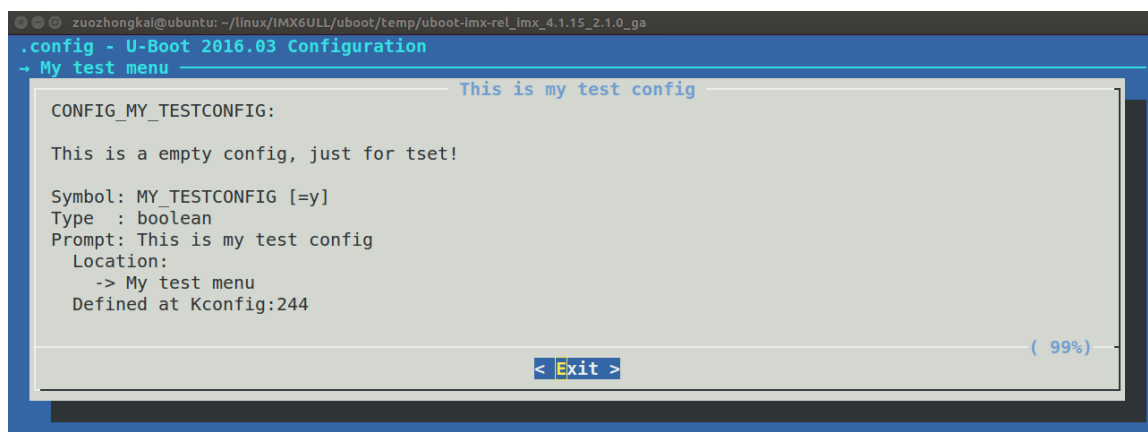 zuozhongkai@ubuntu: ~/linux/IMX6ULL/uboot/temp/uboot-imx-rel_imx_4.1.15_2.1.0_ga
.config - U-Boot 2016.03 Configuration
→ My test menu
This is my test config
CONFIG_MY_TESTCONFIG:
This is a empty config, just for tset!
Symbol: MY_TESTCONFIG [=y]
Type  : boolean
Prompt: This is my test config
  Location:
    -> My test menu
  Defined at Kconfig:244
( 99%)
< Exit >